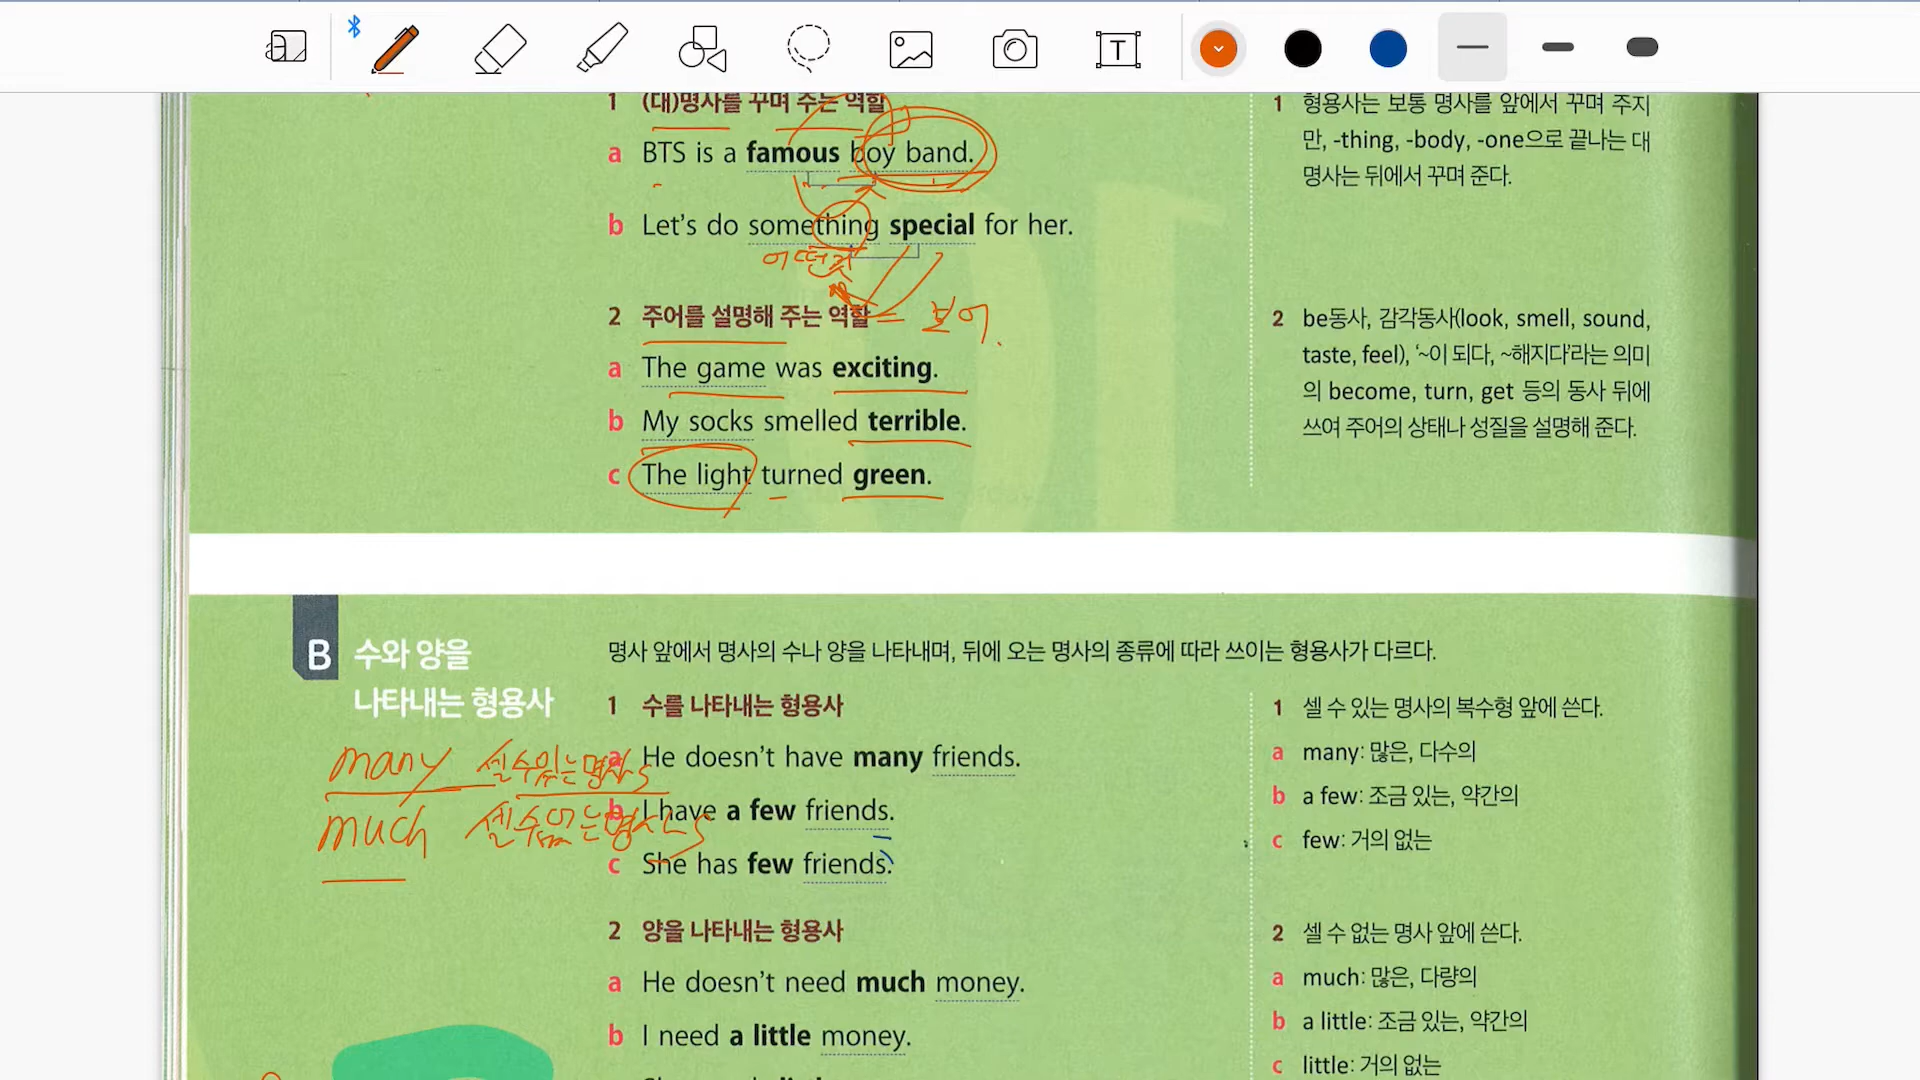 T
1 (대)명사를 꾸며 주는 역할
a BTS is a famous boy band.
b Let's do something special for her.
어떤것
2 주어를 설명해 주는 역할 = 보어.
a The game was exciting.
b My socks smelled terrible.
c The light turned green.
1 형용사는 보통 명사를 앞에서 꾸며 주지
만, -thing, -body, -one으로 끝나는 대
명사는 뒤에서 꾸며 준다.
2 be동사, 감각동사(look, smell, sound,
taste, feel), '~이 되다, ~해지다'라는 의미
의 become, turn, get 등의 동사 뒤에
쓰여 주어의 상태나 성질을 설명해 준다.
B 수와 양을
나타내는 형용사
many 셀수있는명사s
much 셀수없는명사s
명사 앞에서 명사의 수나 양을 나타내며, 뒤에 오는 명사의 종류에 따라 쓰이는 형용사가 다르다.
1 수를 나타내는 형용사
a He doesn't have many friends.
b I have a few friends.
c She has few friends.
2 양을 나타내는 형용사
a He doesn't need much money.
b I need a little money.
1 셀 수 있는 명사의 복수형 앞에 쓴다.
a many: 많은, 다수의
b a few: 조금 있는, 약간의
c few: 거의 없는
2 셀 수 없는 명사 앞에 쓴다.
a much: 많은, 다량의
b a little: 조금 있는, 약간의
c little: 거의 없는